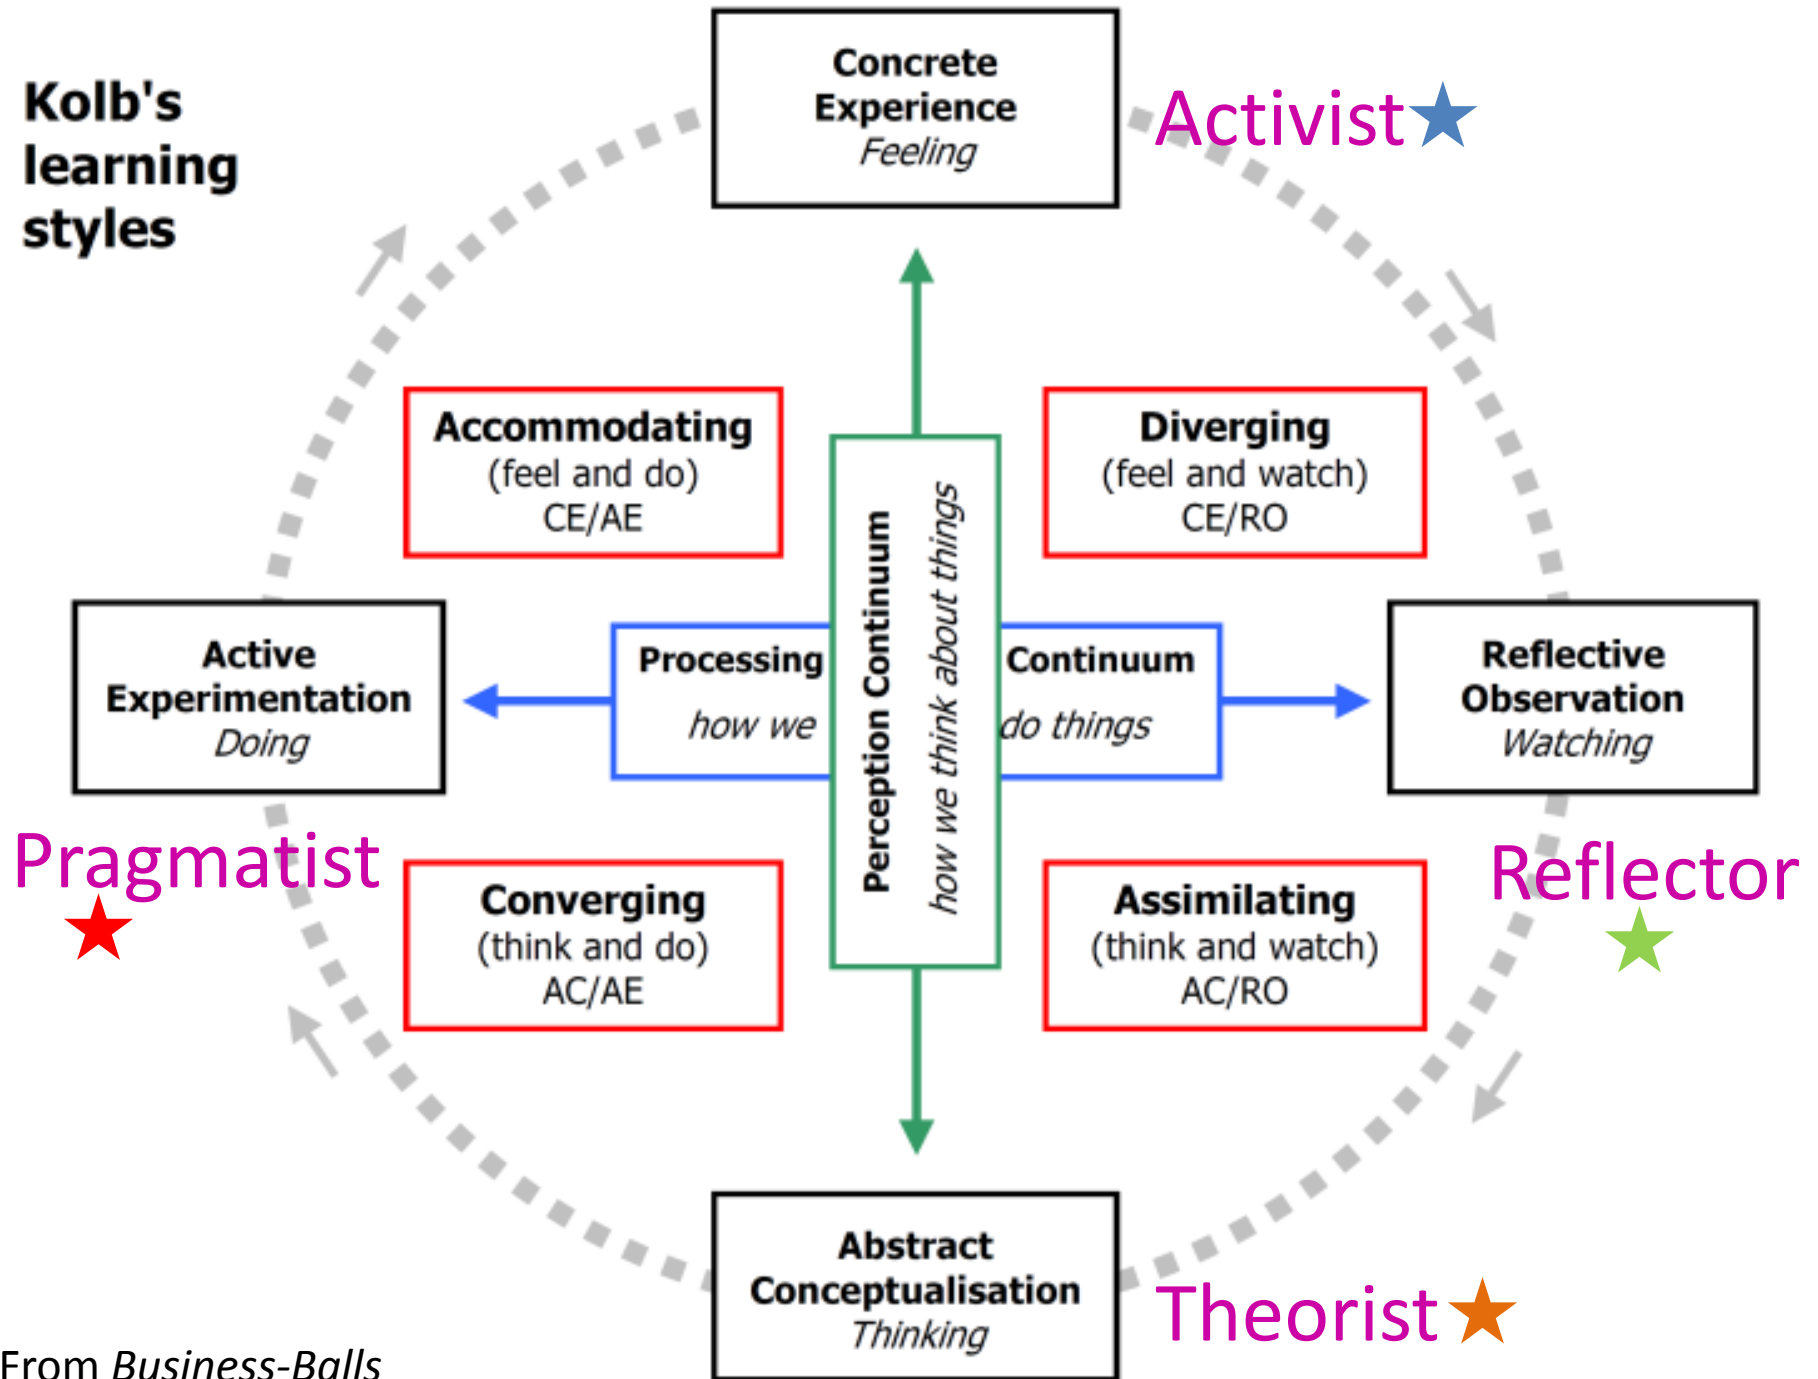 Kolb's
learning
styles
Concrete
Experience
Feeling
Activist
Accommodating
(feel and do)
CE/AE
Diverging
(feel and watch)
CE/RO
Active
Experimentation
Doing
Processing
how we
Perception Continuum
how we think about things
Continuum
do things
Reflective
Observation
Watching
Pragmatist
Reflector
Converging
(think and do)
AC/AE
Assimilating
(think and watch)
AC/RO
Abstract
Conceptualisation
Thinking
Theorist
From Business-Balls